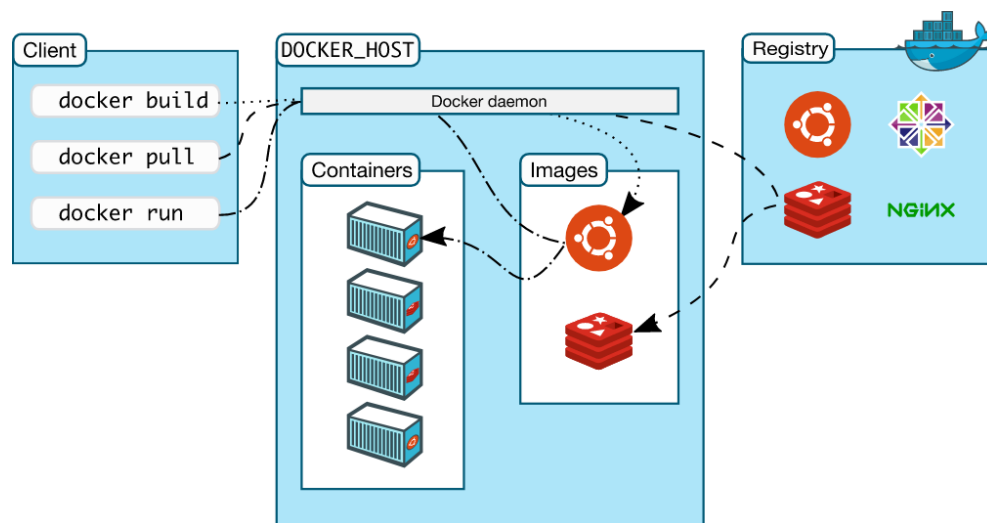 Client
docker build
docker pull
docker run
DOCKER_HOST
Docker daemon
Containers
Images
Registry
NGINX